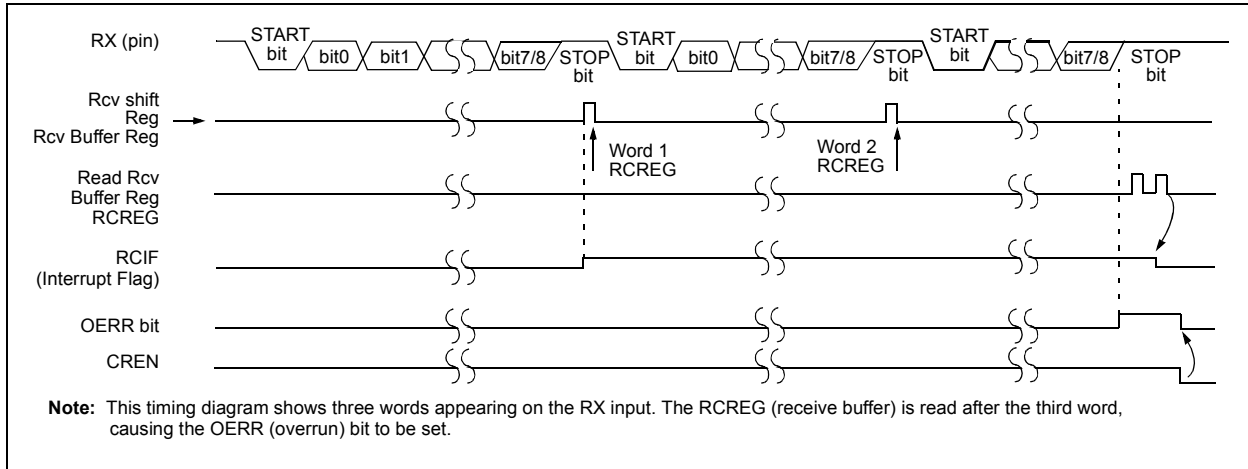 RX (pin)
START
bit
bit0
bit1
bit7/8
STOP
bit
START
bit
bit0
bit7/8
STOP
bit
START
bit
bit7/8
STOP
bit
Rcv shift
Reg
Rcv Buffer Reg
Word 1
RCREG
Word 2
RCREG
Read Rcv
Buffer Reg
RCREG
RCIF
(Interrupt Flag)
OERR bit
CREN
Note: This timing diagram shows three words appearing on the RX input. The RCREG (receive buffer) is read after the third word,
causing the OERR (overrun) bit to be set.